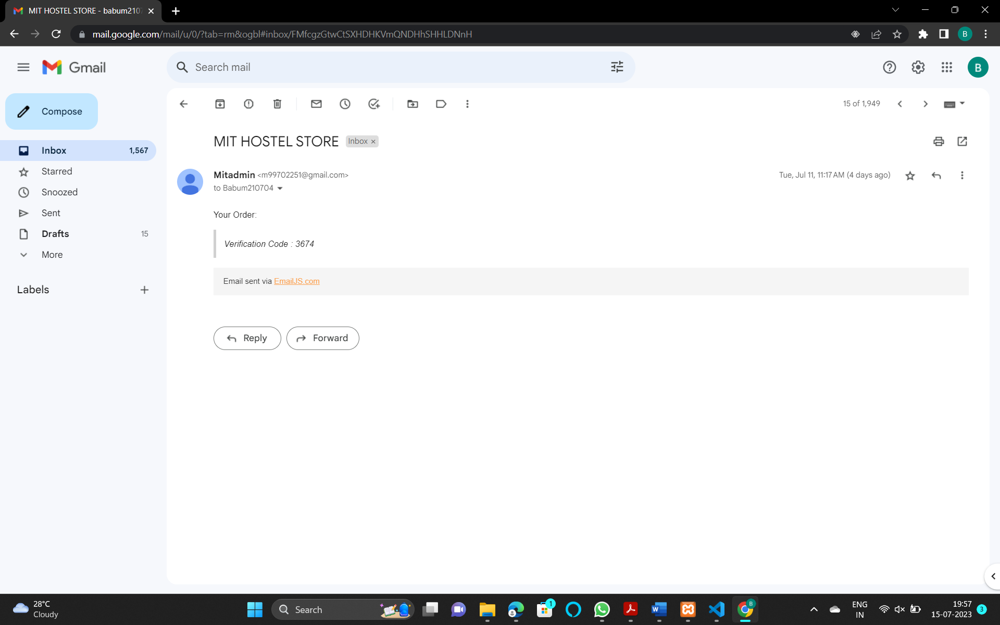 MIT HOSTEL STORE - babum2107
mail.google.com/mail/u/0/?tab=rm&ogbl#inbox/FMfcgzGtwCtSXHDHKVmQNDHhSHHLDNnH
B
Gmail
Search mail
B
Compose
15 of 1,949
MIT HOSTEL STORE Inbox ×
Inbox 1,567
Starred
Snoozed
Sent
Drafts 15
More
Labels
Mitadmin <m99702251@gmail.com>
Tue, Jul 11, 11:17 AM (4 days ago)
to Babum210704
Your Order:
Verification Code : 3674
Email sent via EmailJS.com
Reply
Forward
28°C
Cloudy
Search
1
B
ENG
IN
19:57
15-07-2023
3